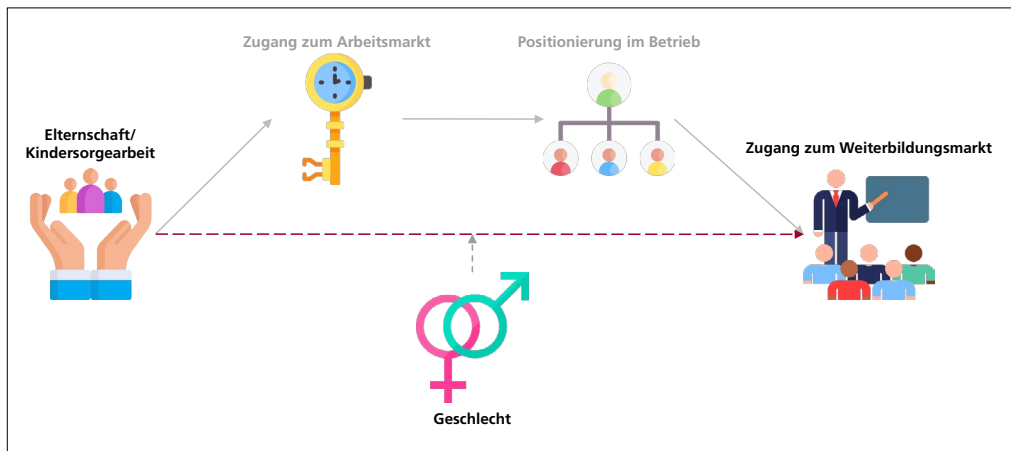 Zugang zum Arbeitsmarkt
Positionierung im Betrieb
Elternschaft/
Kindersorgearbeit
Zugang zum Weiterbildungsmarkt
Geschlecht